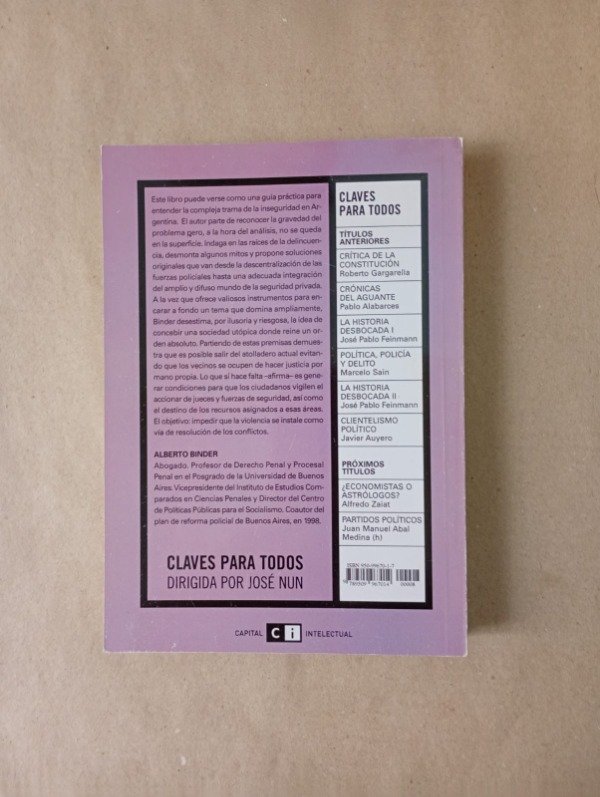 Este libro puede verse como una guía práctica para
entender la compleja trama de la inseguridad en Ar-
gentina. El autor parte de reconocer la gravedad del
problema pero, a la hora del análisis, no se queda
en la superficie. Indaga en las raíces de la delincuen-
cia, desmonta algunos mitos y propone soluciones
originales que van desde la descentralización de las
fuerzas policiales hasta una adecuada integración
del amplio y difuso mundo de la seguridad privada.
A la vez que ofrece valiosos instrumentos para en-
carar a fondo un tema que domina ampliamente,
Binder desestima, por ilusoria y riesgosa, la idea de
concebir una sociedad utópica donde reine un or-
den absoluto. Partiendo de estas premisas demues-
tra que es posible salir del atolladero actual evitan-
do que los vecinos se ocupen de hacer justicia por
mano propia. Lo que sí hace falta –afirma– es gene-
rar condiciones para que los ciudadanos vigilen el
accionar de jueces y fuerzas de seguridad, así como
el destino de los recursos asignados a esas áreas.
El objetivo: impedir que la violencia se instale como
vía de resolución de los conflictos.
ALBERTO BINDER
Abogado. Profesor de Derecho Penal y Procesal
Penal en el Posgrado de la Universidad de Buenos
Aires. Vicepresidente del Instituto de Estudios Com-
parados en Ciencias Penales y Director del Centro
de Políticas Públicas para el Socialismo. Coautor del
plan de reforma policial de Buenos Aires, en 1998.
CLAVES PARA TODOS
DIRIGIDA POR JOSÉ NUN
CLAVES
PARA TODOS
TÍTULOS
ANTERIORES
CRÍTICA DE LA
CONSTITUCIÓN
Roberto Gargarella
CRÓNICAS
DEL AGUANTE
Pablo Alabarces
LA HISTORIA
DESBOCADA I
José Pablo Feinmann
POLÍTICA, POLICÍA
Y DELITO
Marcelo Sain
LA HISTORIA
DESBOCADA II
José Pablo Feinmann
CLIENTELISMO
POLÍTICO
Javier Auyero
PRÓXIMOS
TÍTULOS
¿ECONOMISTAS O
ASTRÓLOGOS?
Alfredo Zaiat
PARTIDOS POLÍTICOS
Juan Manuel Abal
Medina (h)
ISBN 950-99670-1-7
9 789509 967014 00008
CAPITAL Ci INTELECTUAL